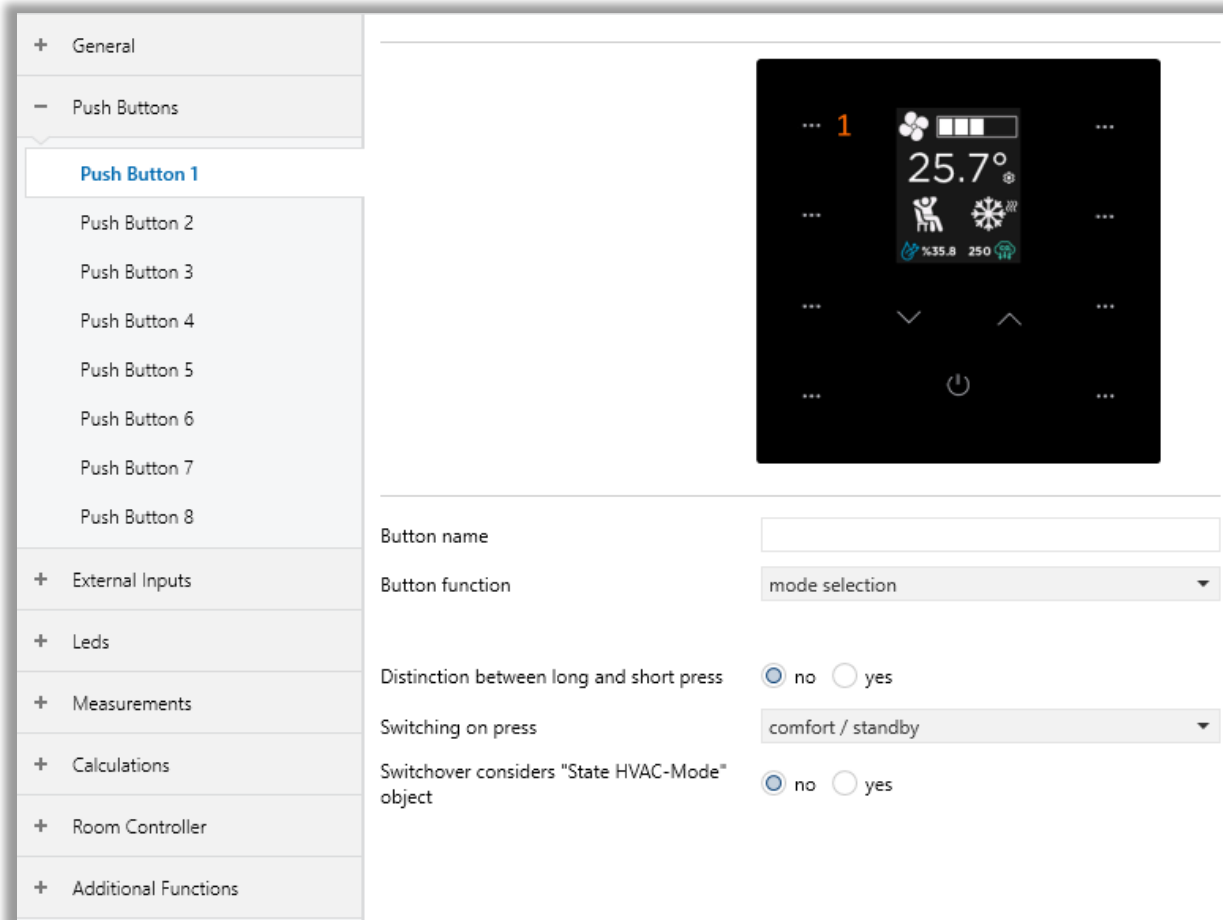 + General
− Push Buttons
Push Button 1
Push Button 2
Push Button 3
Push Button 4
Push Button 5
Push Button 6
Push Button 7
Push Button 8
+ External Inputs
+ Leds
+ Measurements
+ Calculations
+ Room Controller
+ Additional Functions
1
25.7°
%35.8 250
Button name
Button function mode selection
Distinction between long and short press no yes
Switching on press comfort / standby
Switchover considers "State HVAC-Mode"
object no yes